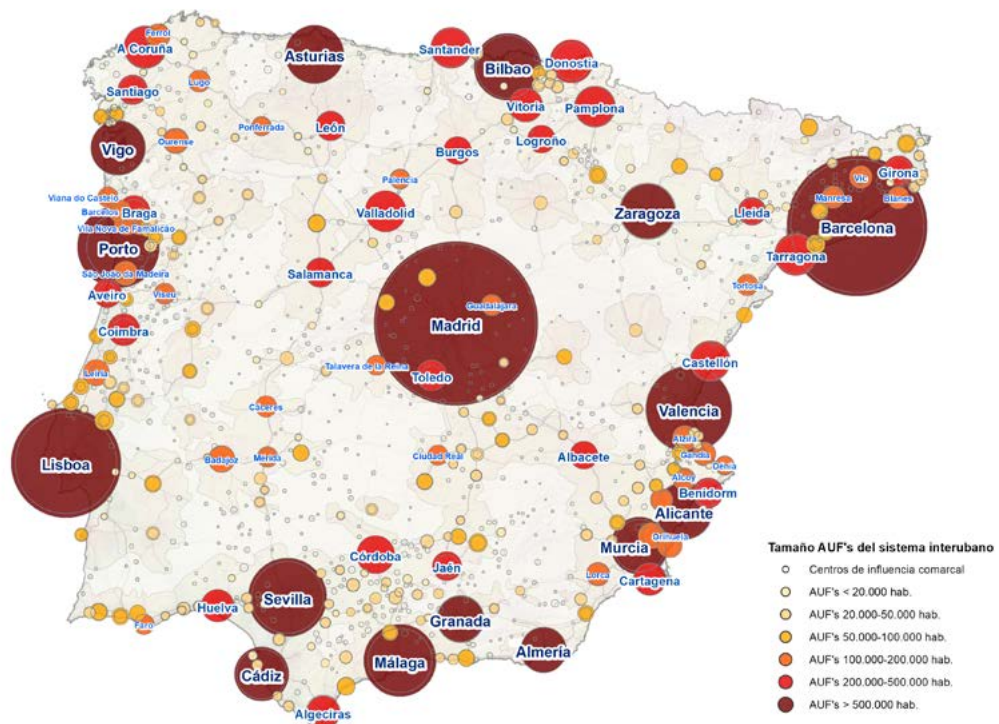 Ferrol
A Coruña
Asturias
Santander
Bilbao
Donostia
Lugo
Santiago
Vitoria
Pamplona
Ponferrada
León
Logroño
Ourense
Vigo
Burgos
Girona
Palencia
Vic
Viana do Castelo
Manresa
Blanes
Barcelos
Braga
Valladolid
Zaragoza
Lleida
Barcelona
Vila Nova de Famalicão
Porto
Tarragona
São João da Madeira
Salamanca
Tortosa
Aveiro
Viseu
Guadalajara
Coimbra
Madrid
Castellón
Leiria
Talavera de la Reina
Toledo
Cáceres
Valencia
Alzira
Lisboa
Badajoz
Mérida
Ciudad Real
Albacete
Gandia
Dénia
Alcoy
Benidorm
Alicante
Orihuela
Murcia
Córdoba
Jaén
Lorca
Cartagena
Sevilla
Huelva
Granada
Faro
Almería
Málaga
Cádiz
Algeciras
Tamaño AUF's del sistema interubano
Centros de influencia comarcal
AUF's < 20.000 hab.
AUF's 20.000-50.000 hab.
AUF's 50.000-100.000 hab.
AUF's 100.000-200.000 hab.
AUF's 200.000-500.000 hab.
AUF's > 500.000 hab.